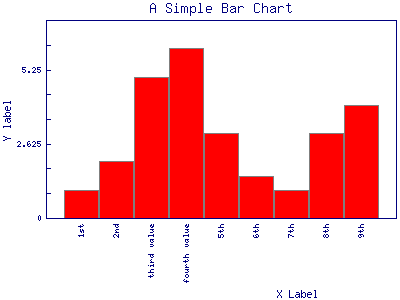 A Simple Bar Chart
5.25
2.625
0
Y label
1st
2nd
third value
fourth value
5th
6th
7th
8th
9th
X Label